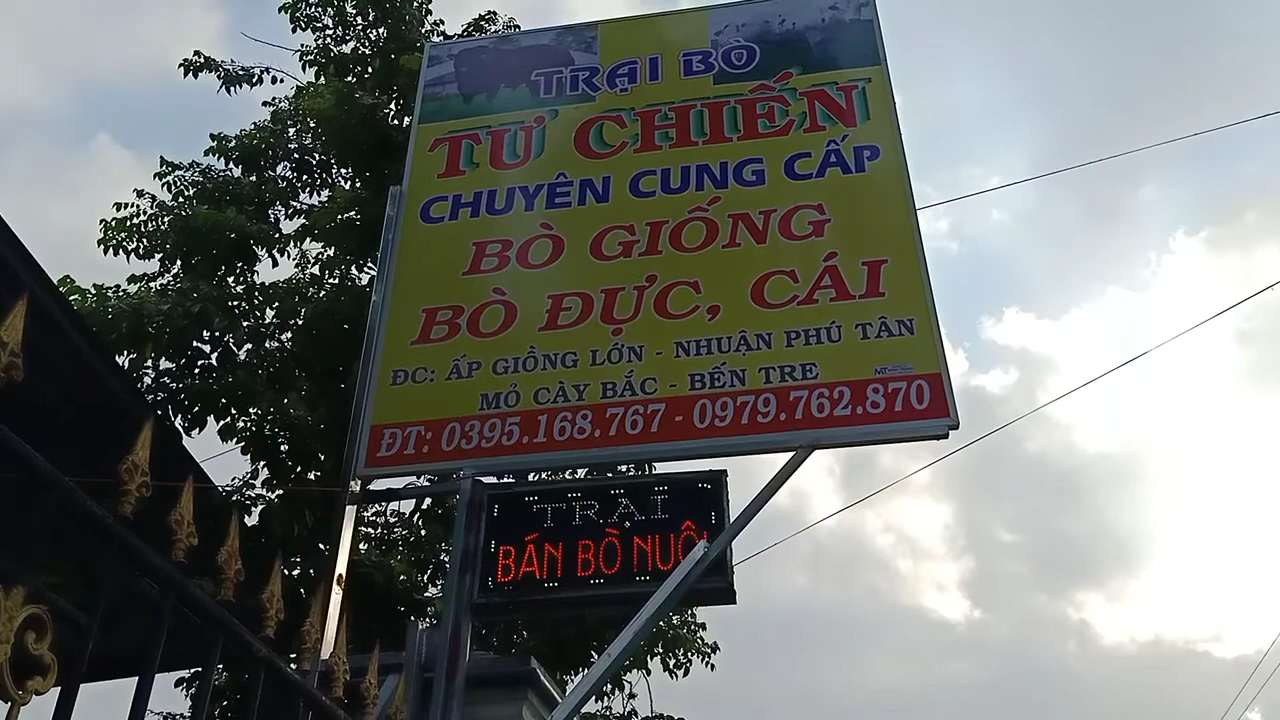 TRẠI BÒ
TƯ CHIẾN
CHUYÊN CUNG CẤP
BÒ GIỐNG
BÒ ĐỰC, CÁI
ĐC: ẤP GIỒNG LỚN - NHUẬN PHÚ TÂN
MỎ CÀY BẮC - BẾN TRE
ĐT: 0395.168.767 - 0979.762.870
TRẠI
BÁN BÒ NUÔI